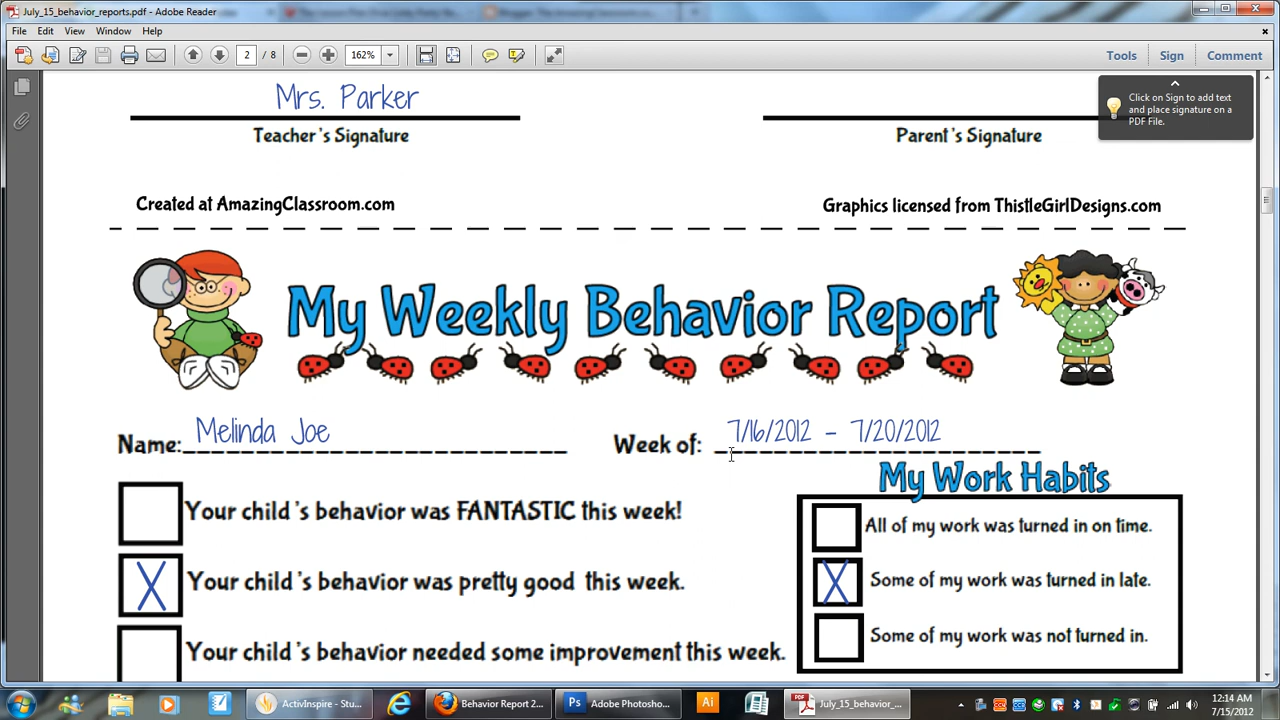 July_15_behavior_reports.pdf - Adobe Reader
File Edit View Window Help
2 / 8 162% Tools Sign Comment
Click on Sign to add text and place signature on a PDF File.
Mrs. Parker
Teacher's Signature Parent's Signature
Created at AmazingClassroom.com Graphics licensed from ThistleGirlDesigns.com
My Weekly Behavior Report
Name: Melinda Joe Week of: 7/16/2012 - 7/20/2012
My Work Habits
Your child's behavior was FANTASTIC this week!
All of my work was turned in on time.
X Your child's behavior was pretty good this week.
X Some of my work was turned in late.
Some of my work was not turned in.
Your child's behavior needed some improvement this week.
ActivInspire - Stu... Behavior Report 2... Ps Adobe Photosho... Ai July_15_behavior_...
12:14 AM
7/15/2012